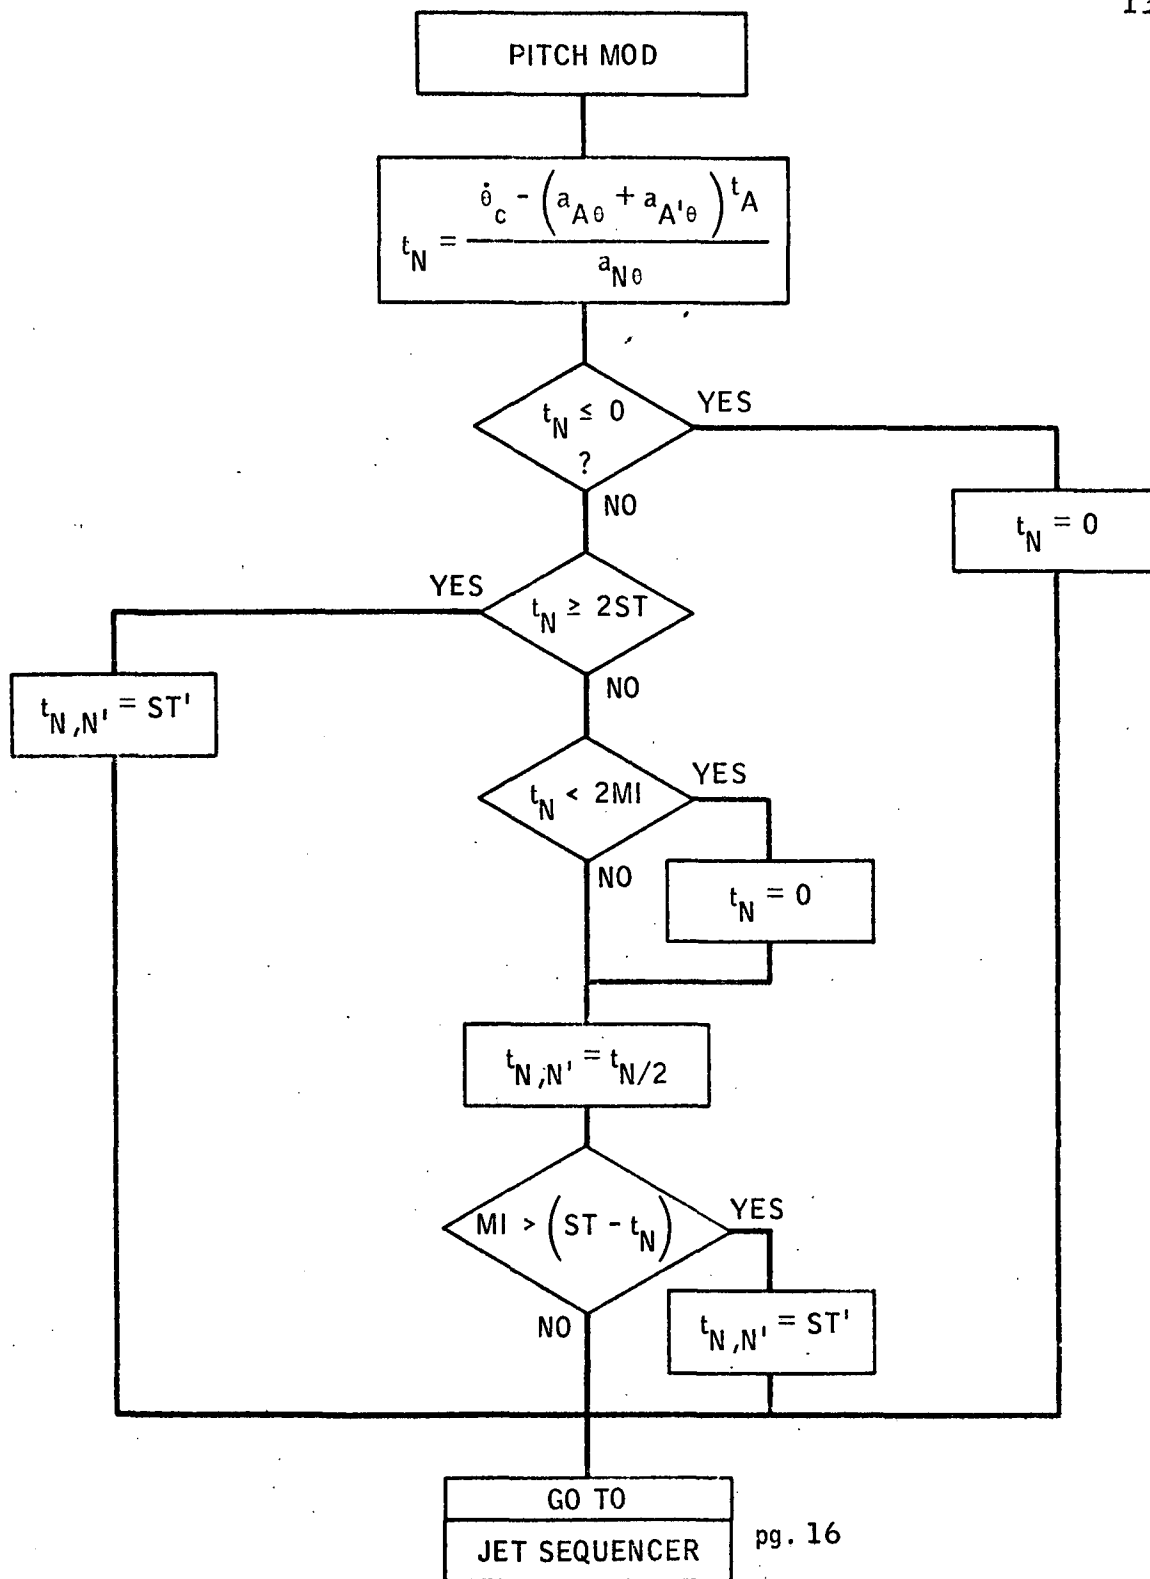 PITCH MOD
t_N = (θ̇_c - (a_Aθ + a_A'θ) t_A) / a_Nθ
t_N ≤ 0
?
YES
NO
t_N = 0
YES
t_N ≥ 2ST
NO
t_N,N' = ST'
t_N < 2MI
YES
NO
t_N = 0
t_N,N' = t_N/2
MI > (ST - t_N)
YES
NO
t_N,N' = ST'
GO TO
JET SEQUENCER
pg. 16